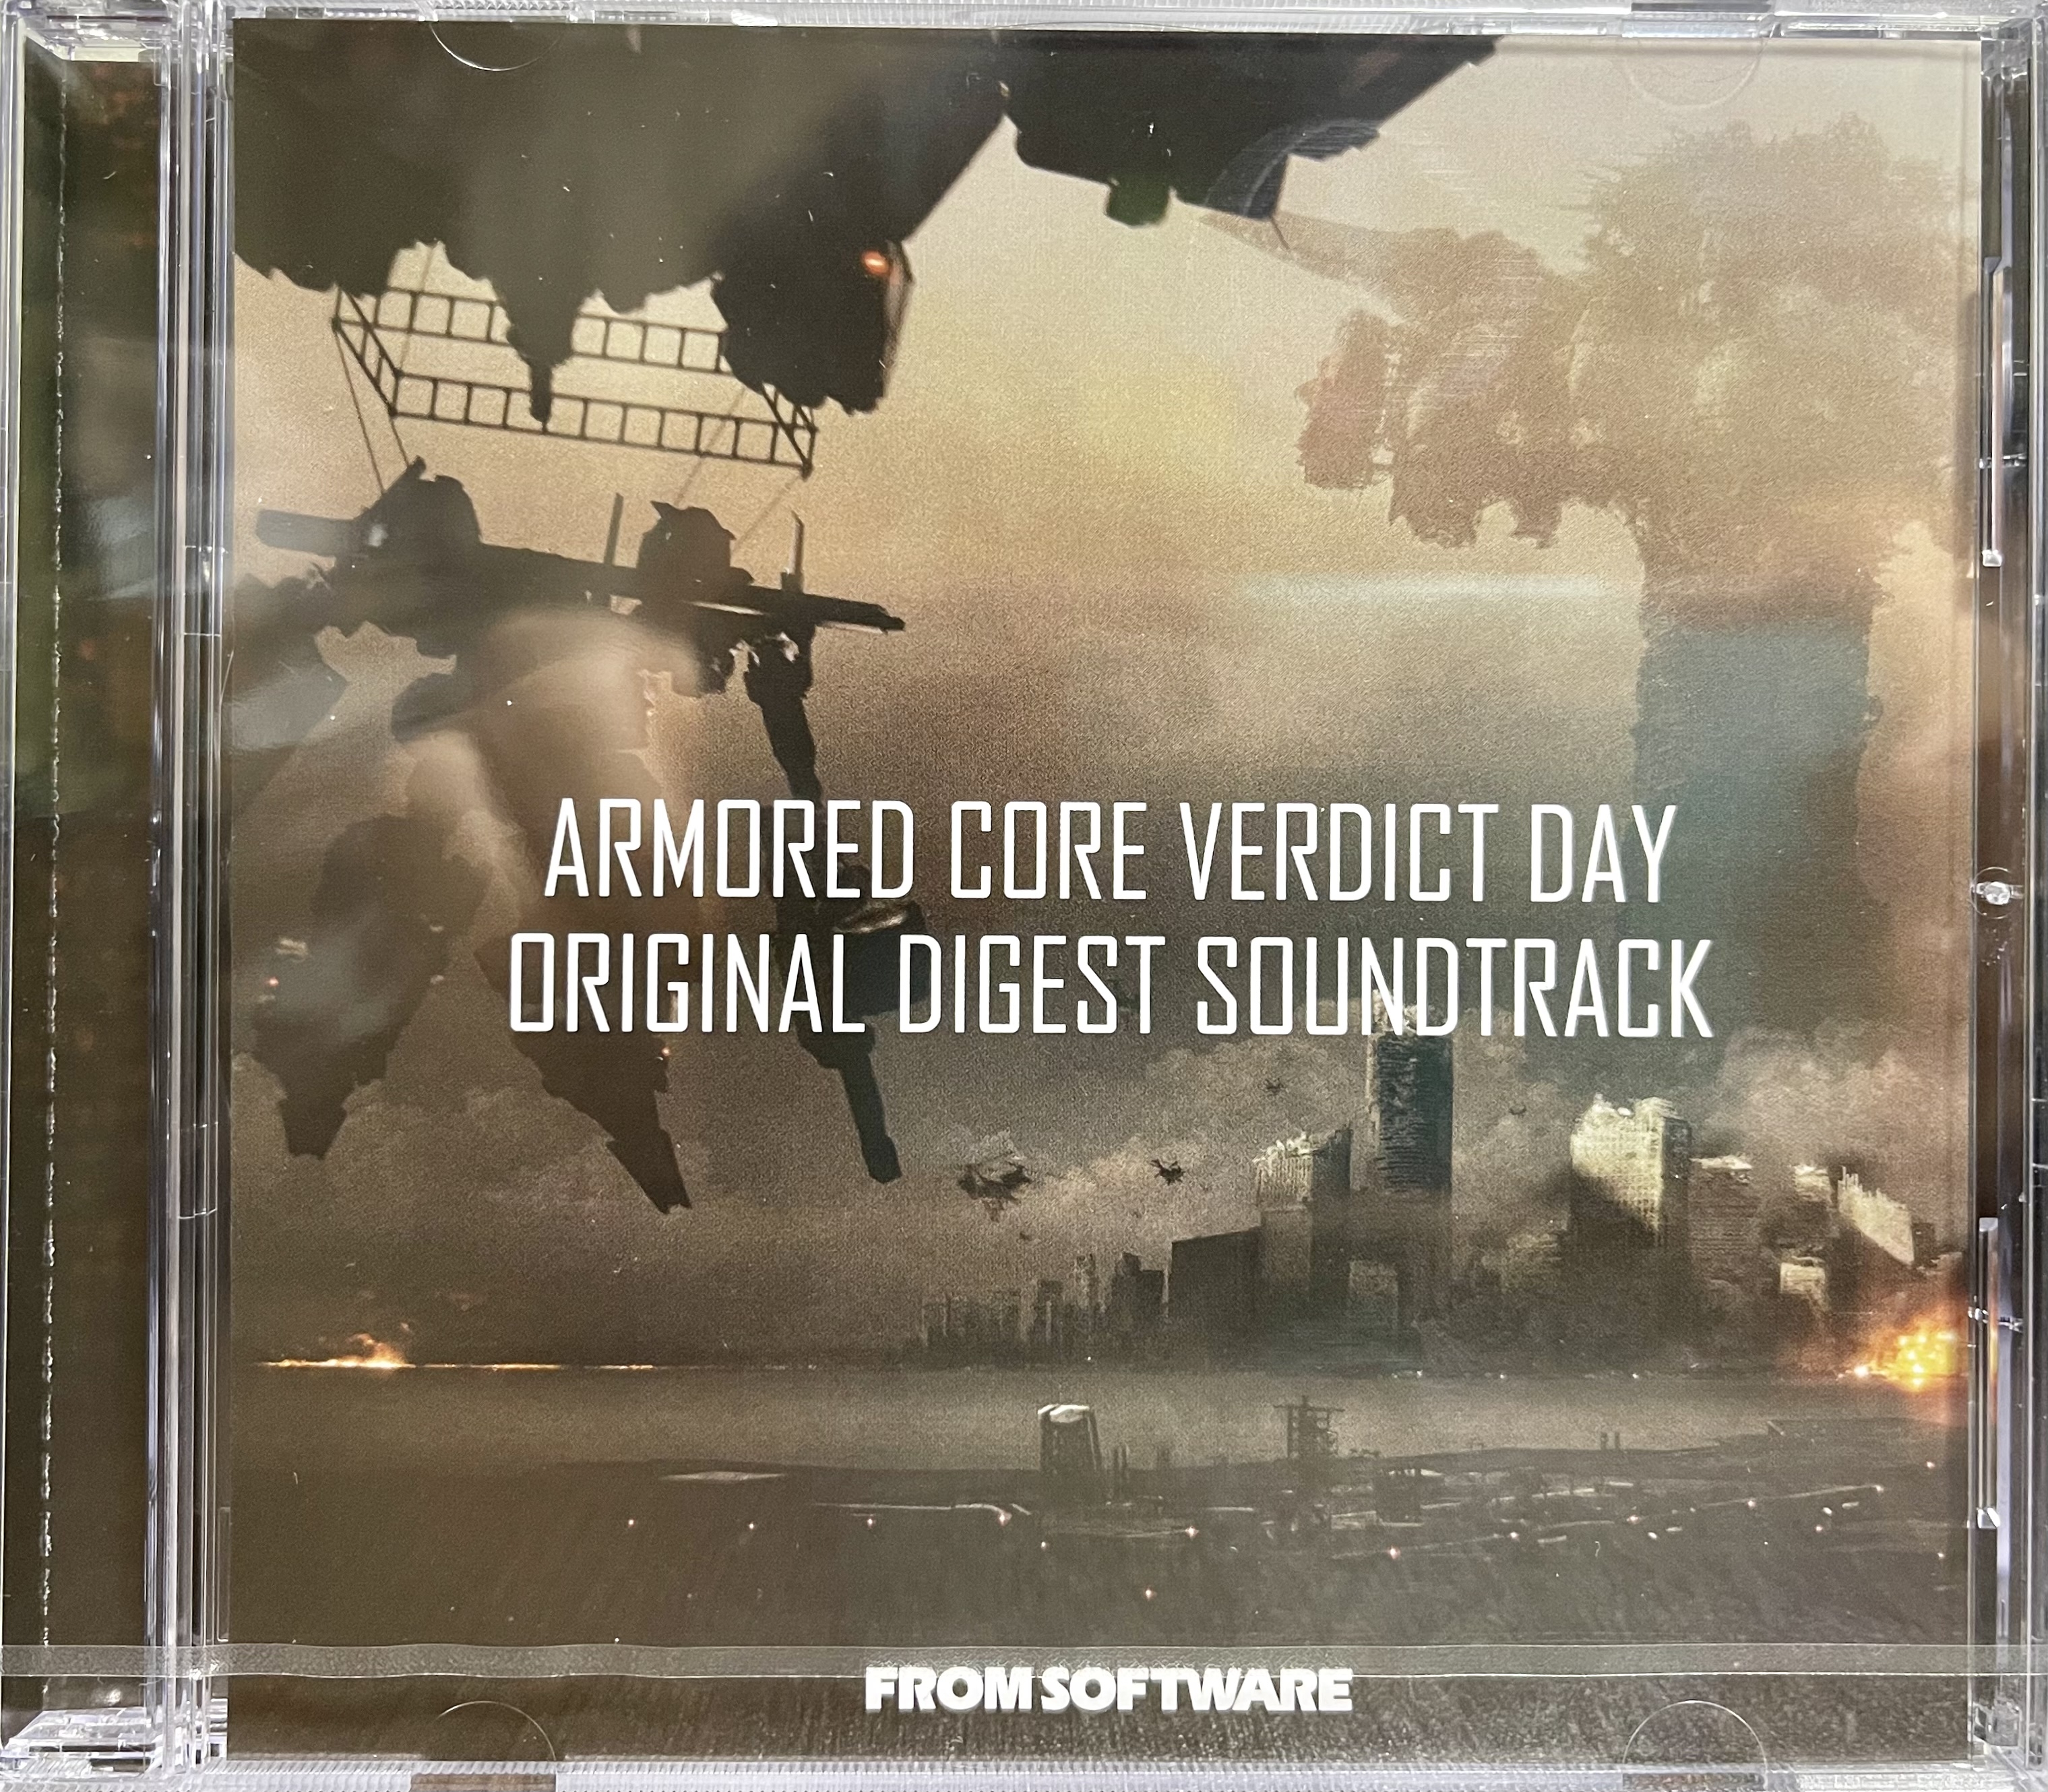 ARMORED CORE VERDICT DAY
ORIGINAL DIGEST SOUNDTRACK
FROMSOFTWARE